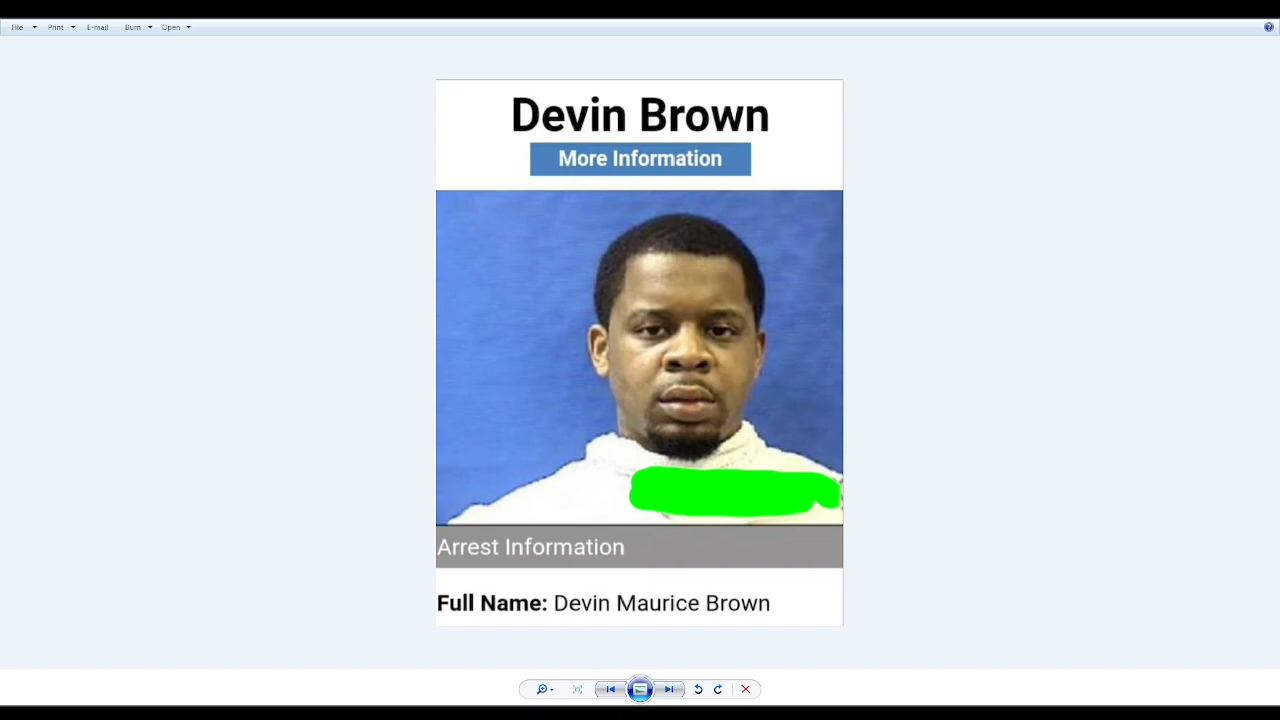 File Print E-mail Burn Open
Devin Brown
More Information
Arrest Information
Full Name: Devin Maurice Brown